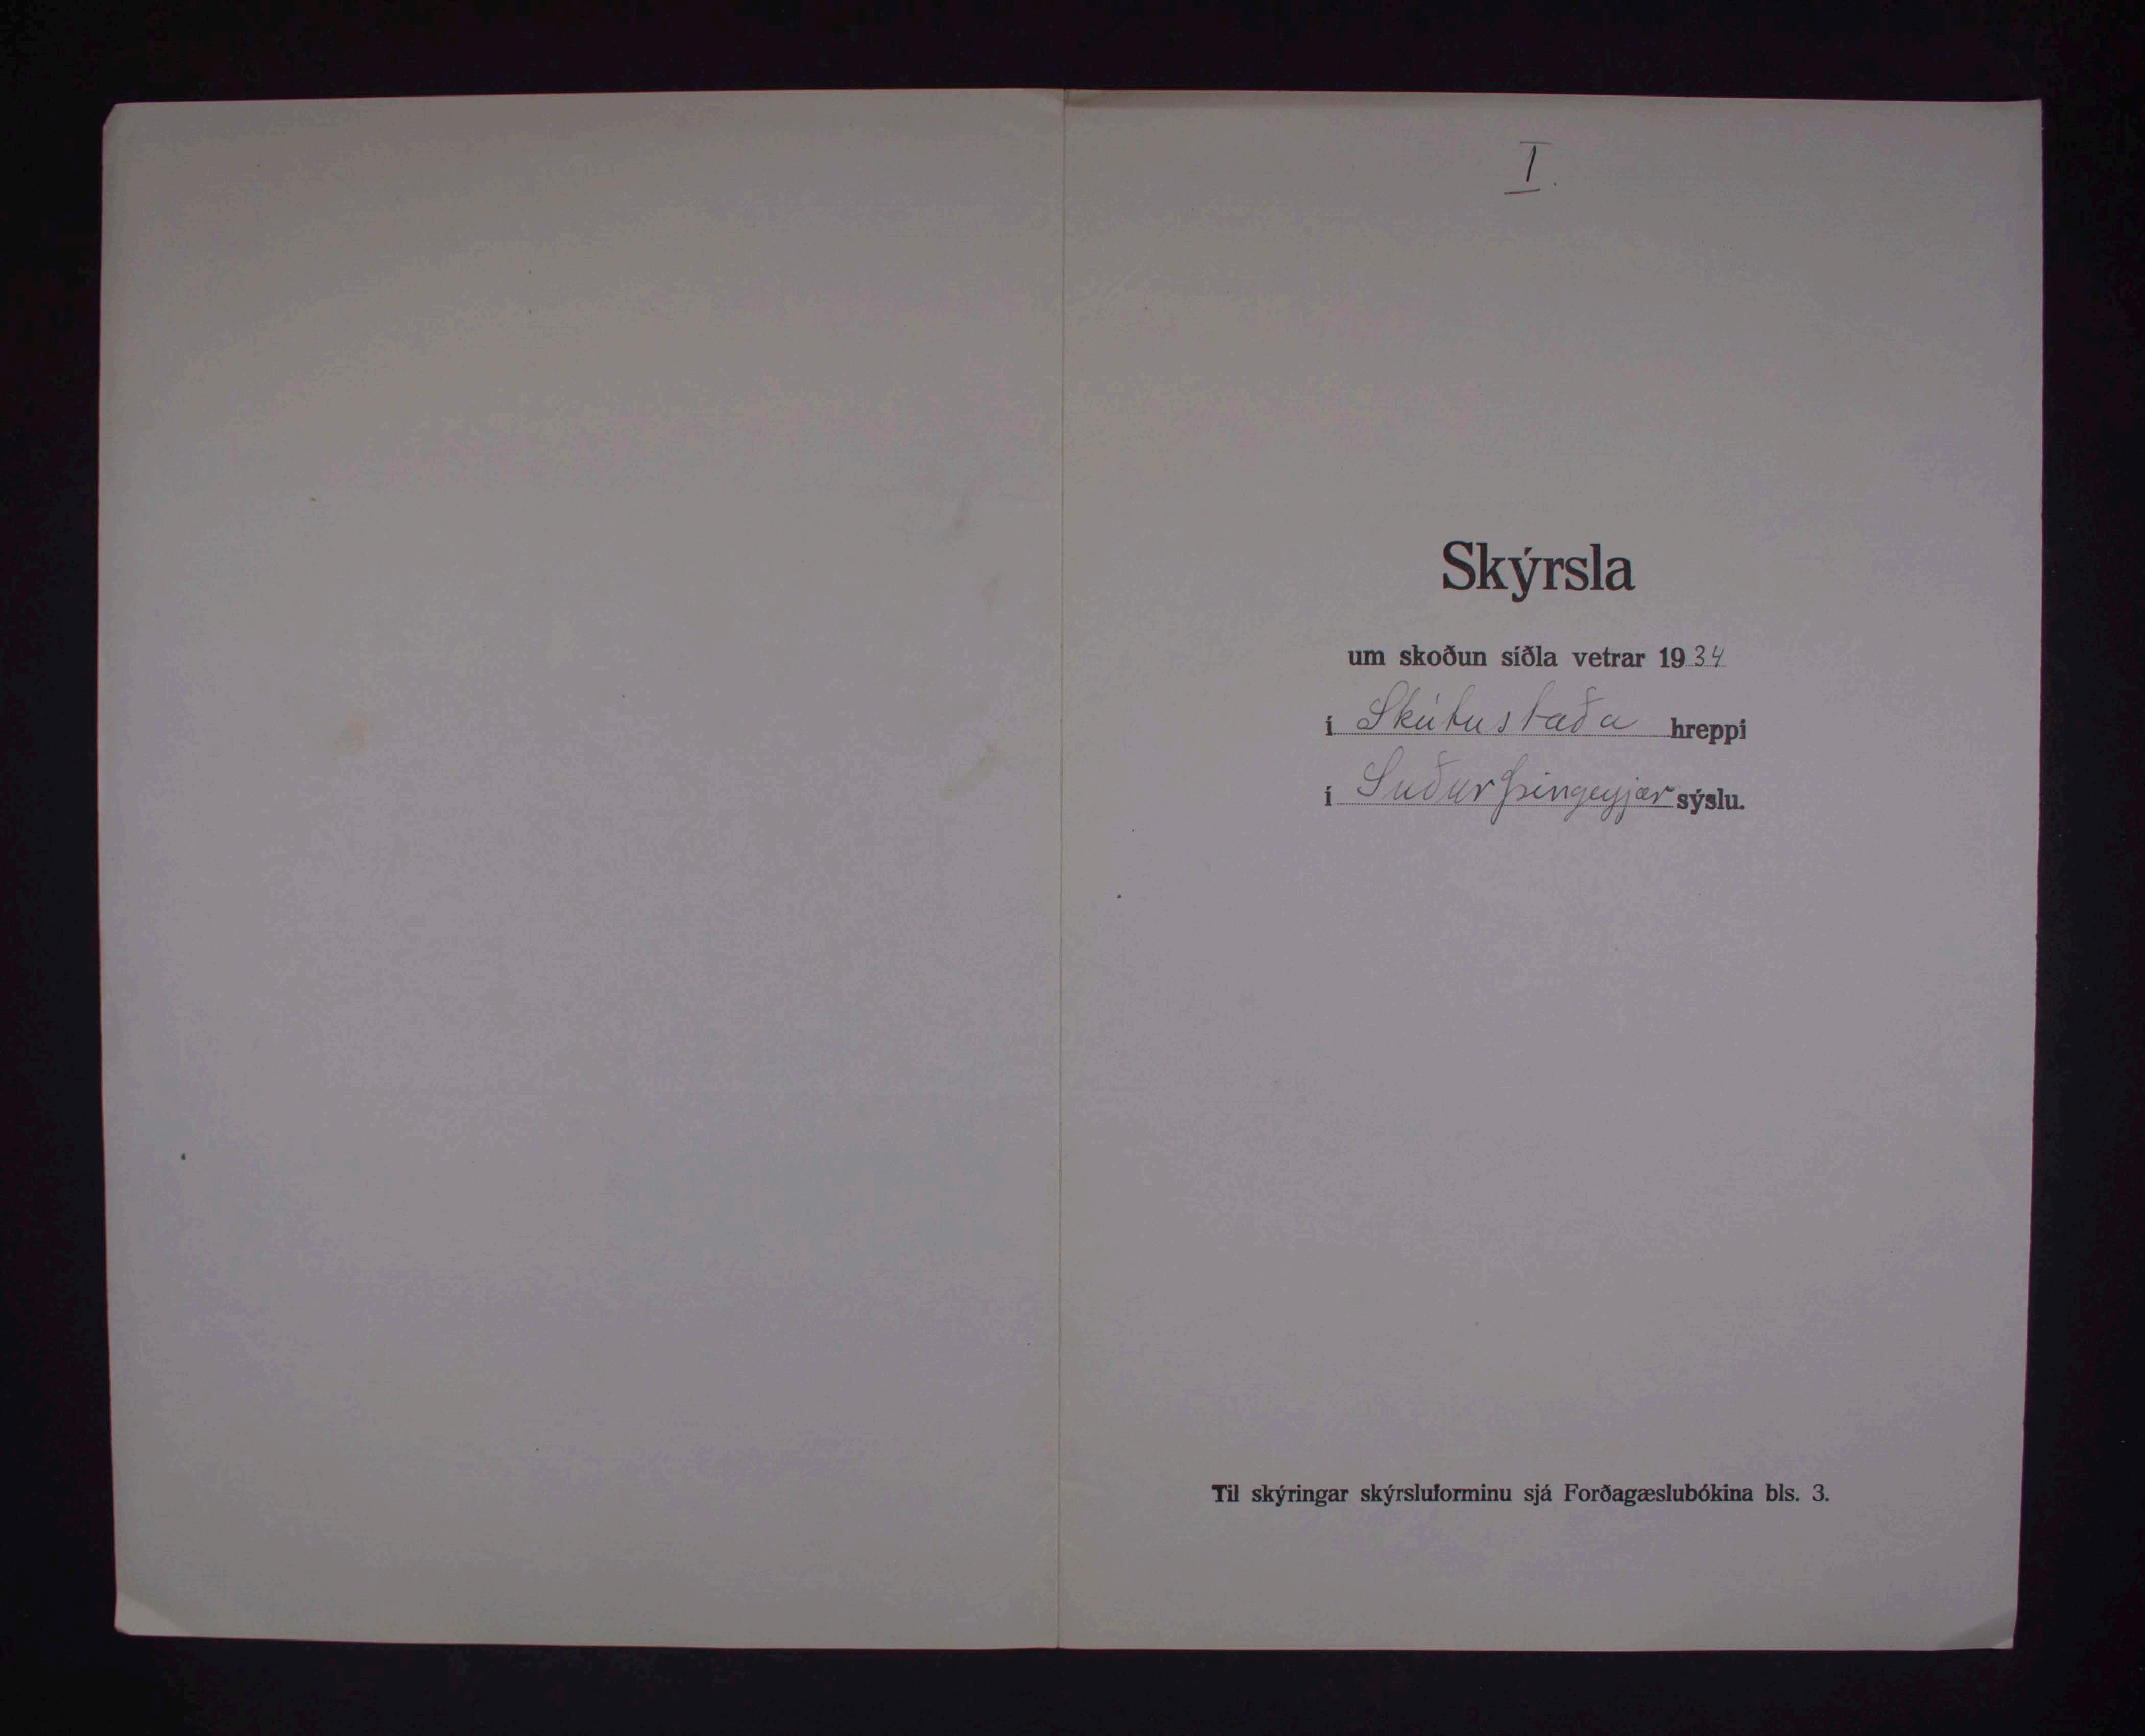 I.
Skýrsla
um skoðun síðla vetrar 1934
í Skútustaða hreppi
í Suðurþingeyjar sýslu.
Til skýringar skýrsluforminu sjá Forðagæslubókina bls. 3.